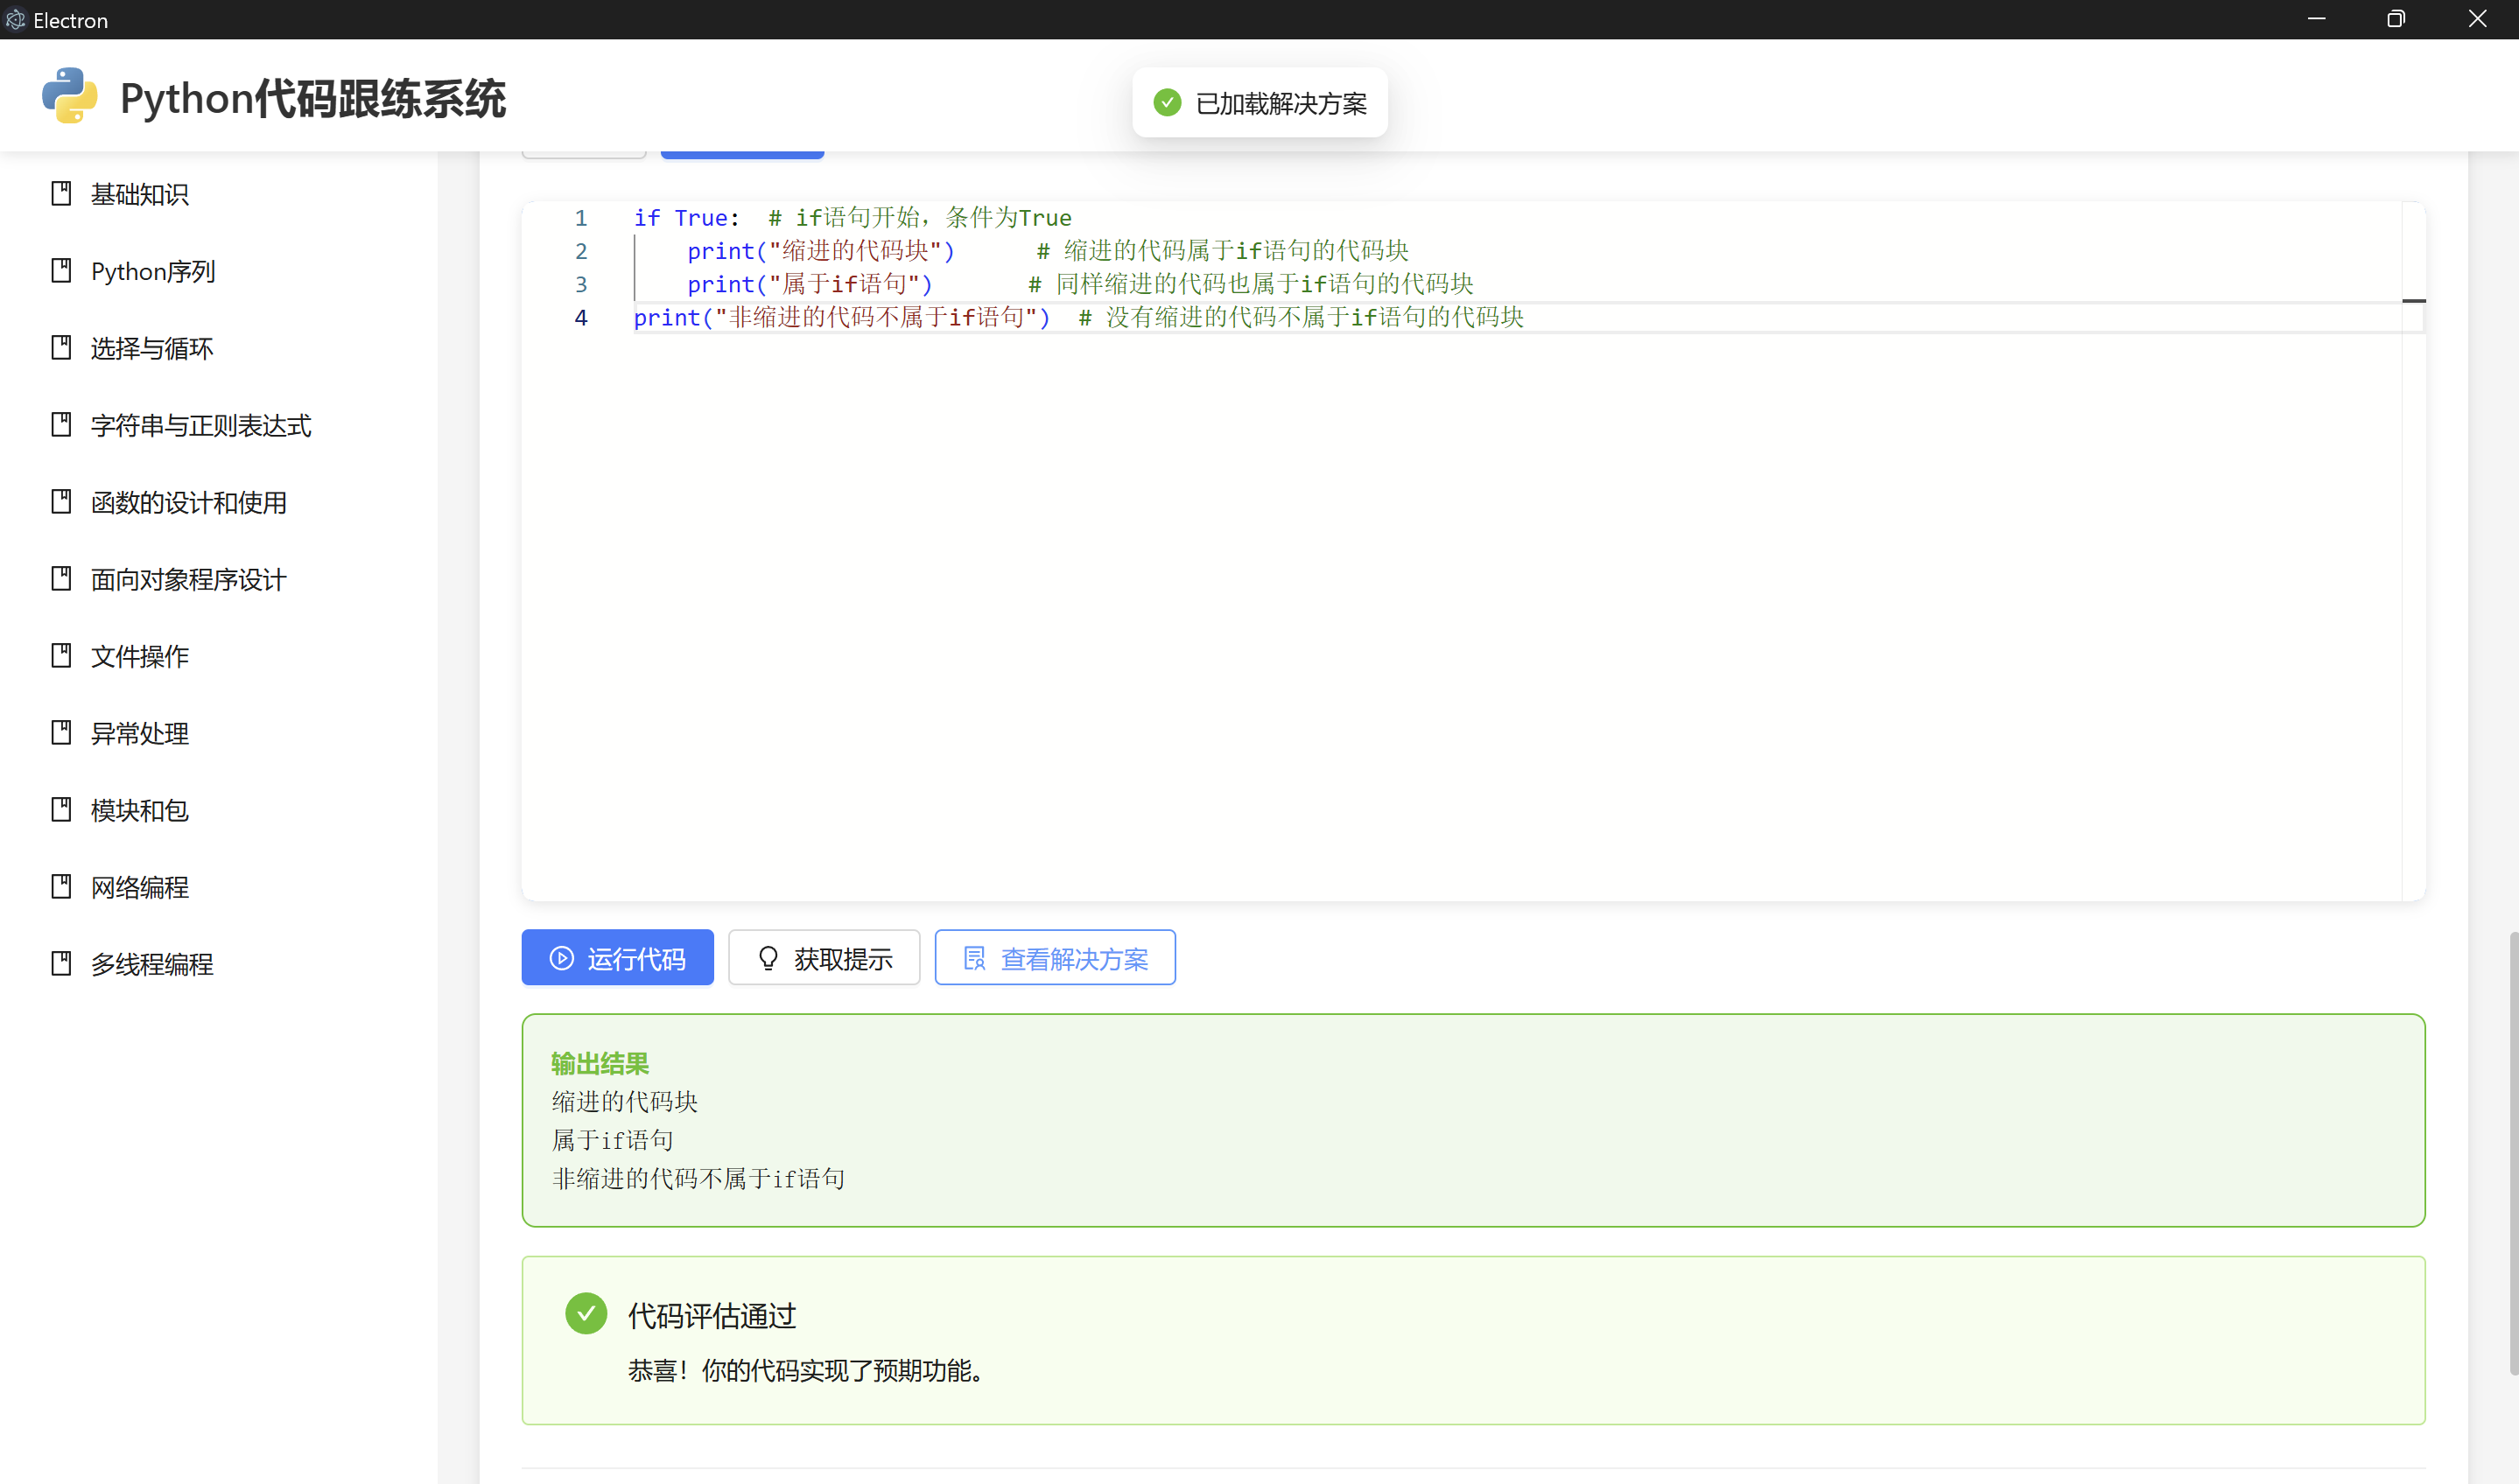 Electron
Python代码跟练系统
已加载解决方案
基础知识
Python序列
选择与循环
字符串与正则表达式
函数的设计和使用
面向对象程序设计
文件操作
异常处理
模块和包
网络编程
多线程编程
1 if True:  # if语句开始，条件为True
2     print("缩进的代码块")      # 缩进的代码属于if语句的代码块
3     print("属于if语句")       # 同样缩进的代码也属于if语句的代码块
4 print("非缩进的代码不属于if语句")  # 没有缩进的代码不属于if语句的代码块
运行代码 获取提示 查看解决方案
输出结果
缩进的代码块
属于if语句
非缩进的代码不属于if语句
代码评估通过
恭喜！你的代码实现了预期功能。